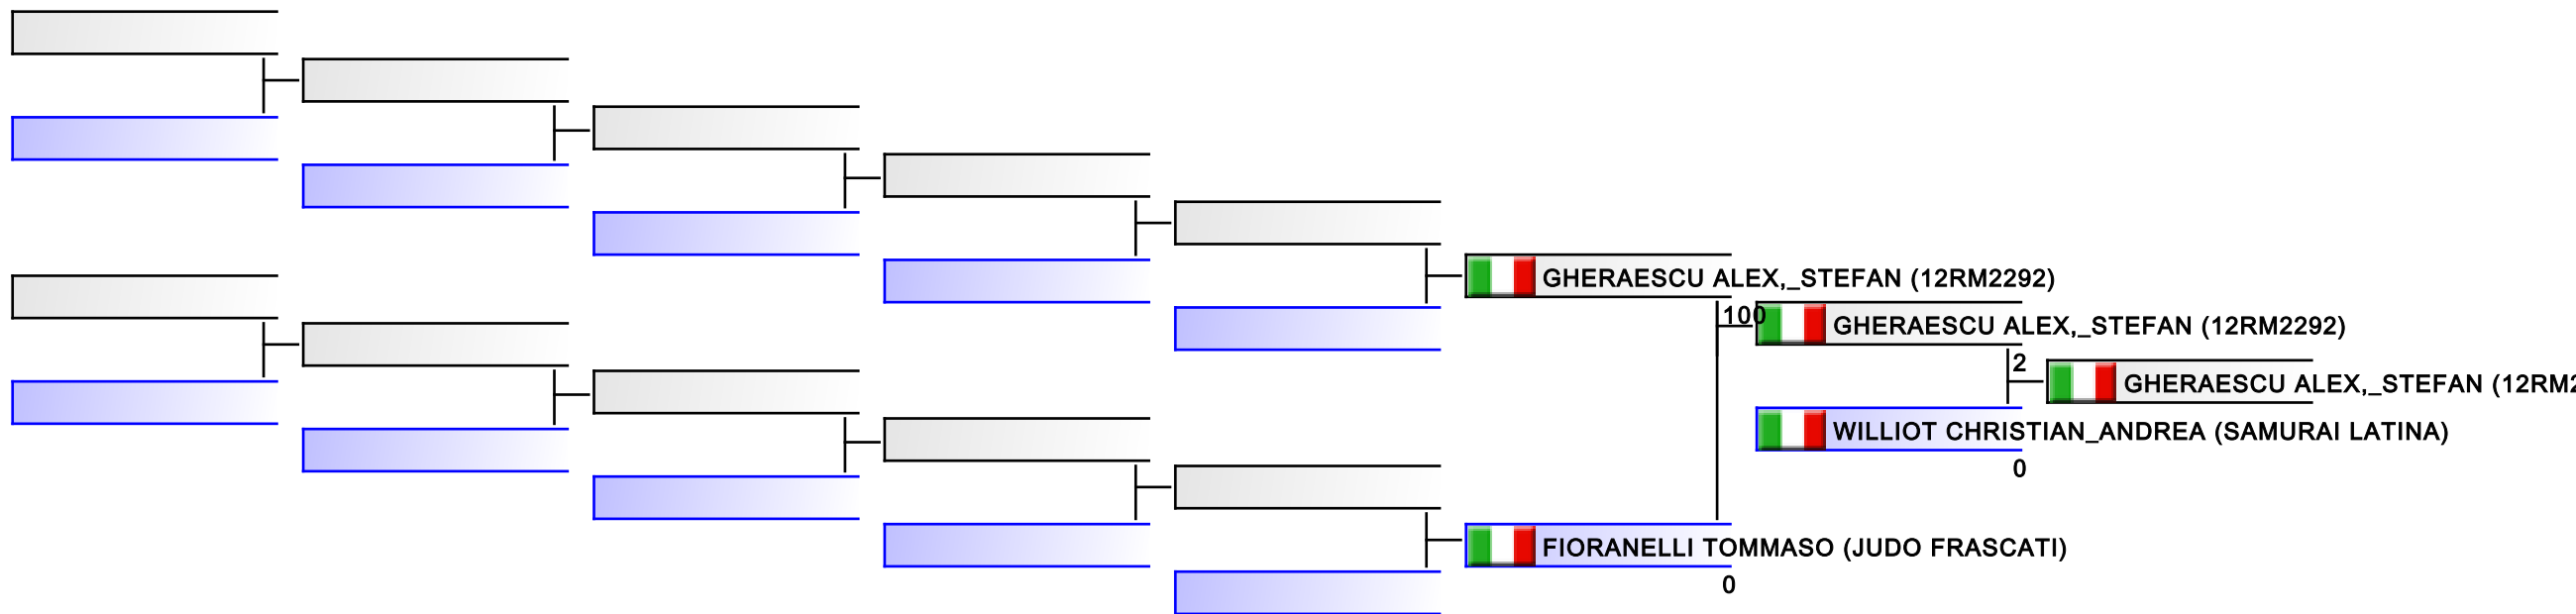 GHERAESCU ALEX,_STEFAN (12RM2292)
100
GHERAESCU ALEX,_STEFAN (12RM2292)
2
GHERAESCU ALEX,_STEFAN (12RM2
WILLIOT CHRISTIAN_ANDREA (SAMURAI LATINA)
0
FIORANELLI TOMMASO (JUDO FRASCATI)
0